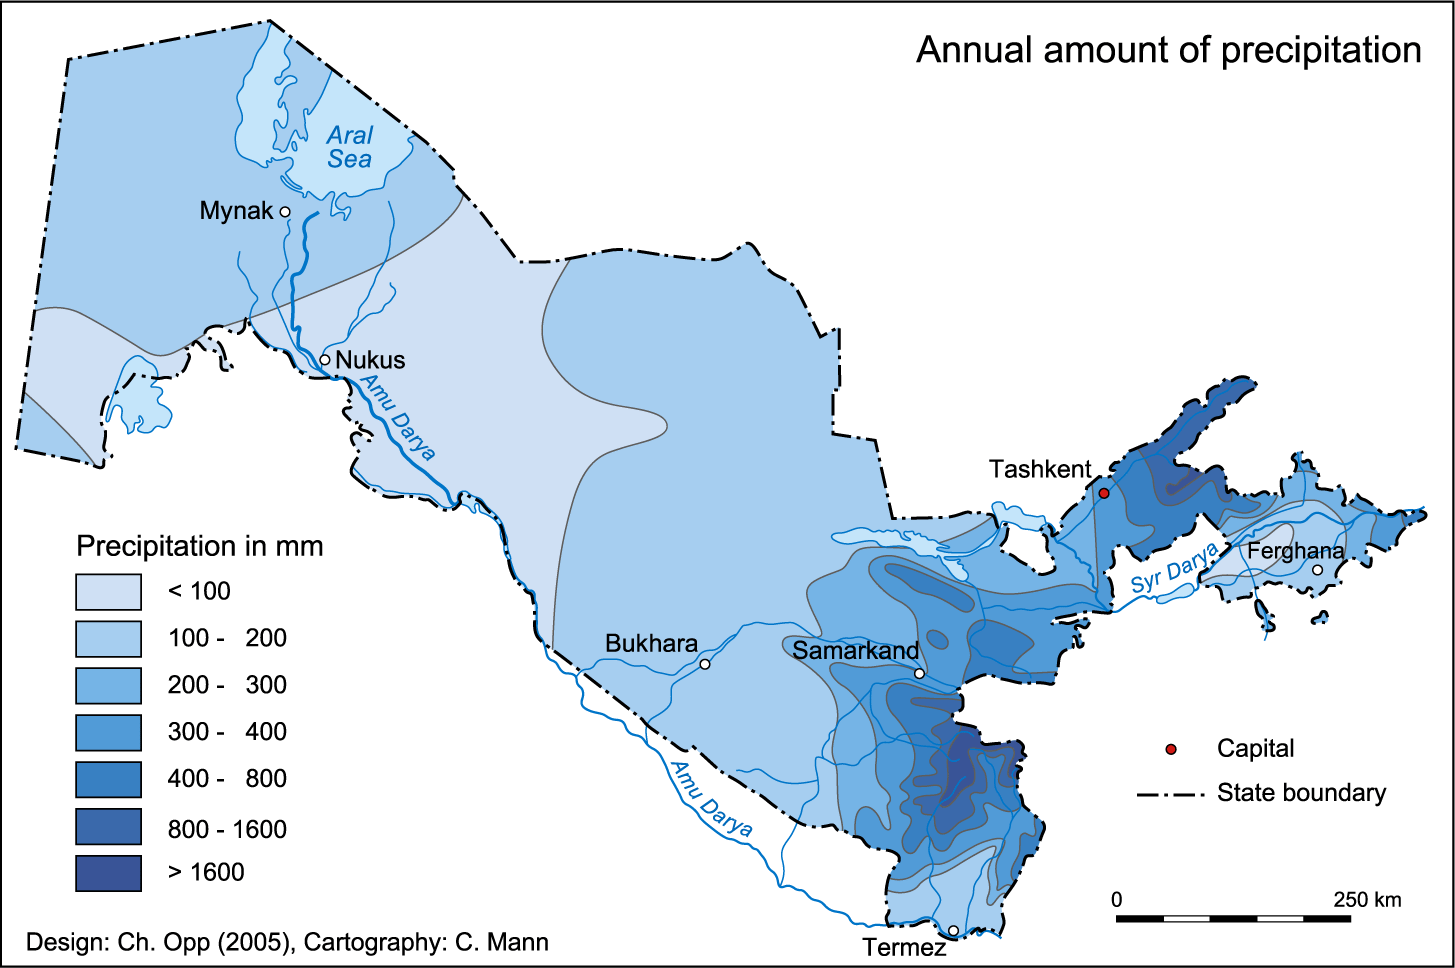 Annual amount of precipitation
Aral
Sea
Mynak
Nukus
Amu Darya
Tashkent
Syr Darya
Ferghana
Bukhara
Samarkand
Amu Darya
Termez
Precipitation in mm
< 100
100 - 200
200 - 300
300 - 400
400 - 800
800 - 1600
> 1600
Capital
State boundary
0 250 km
Design: Ch. Opp (2005), Cartography: C. Mann